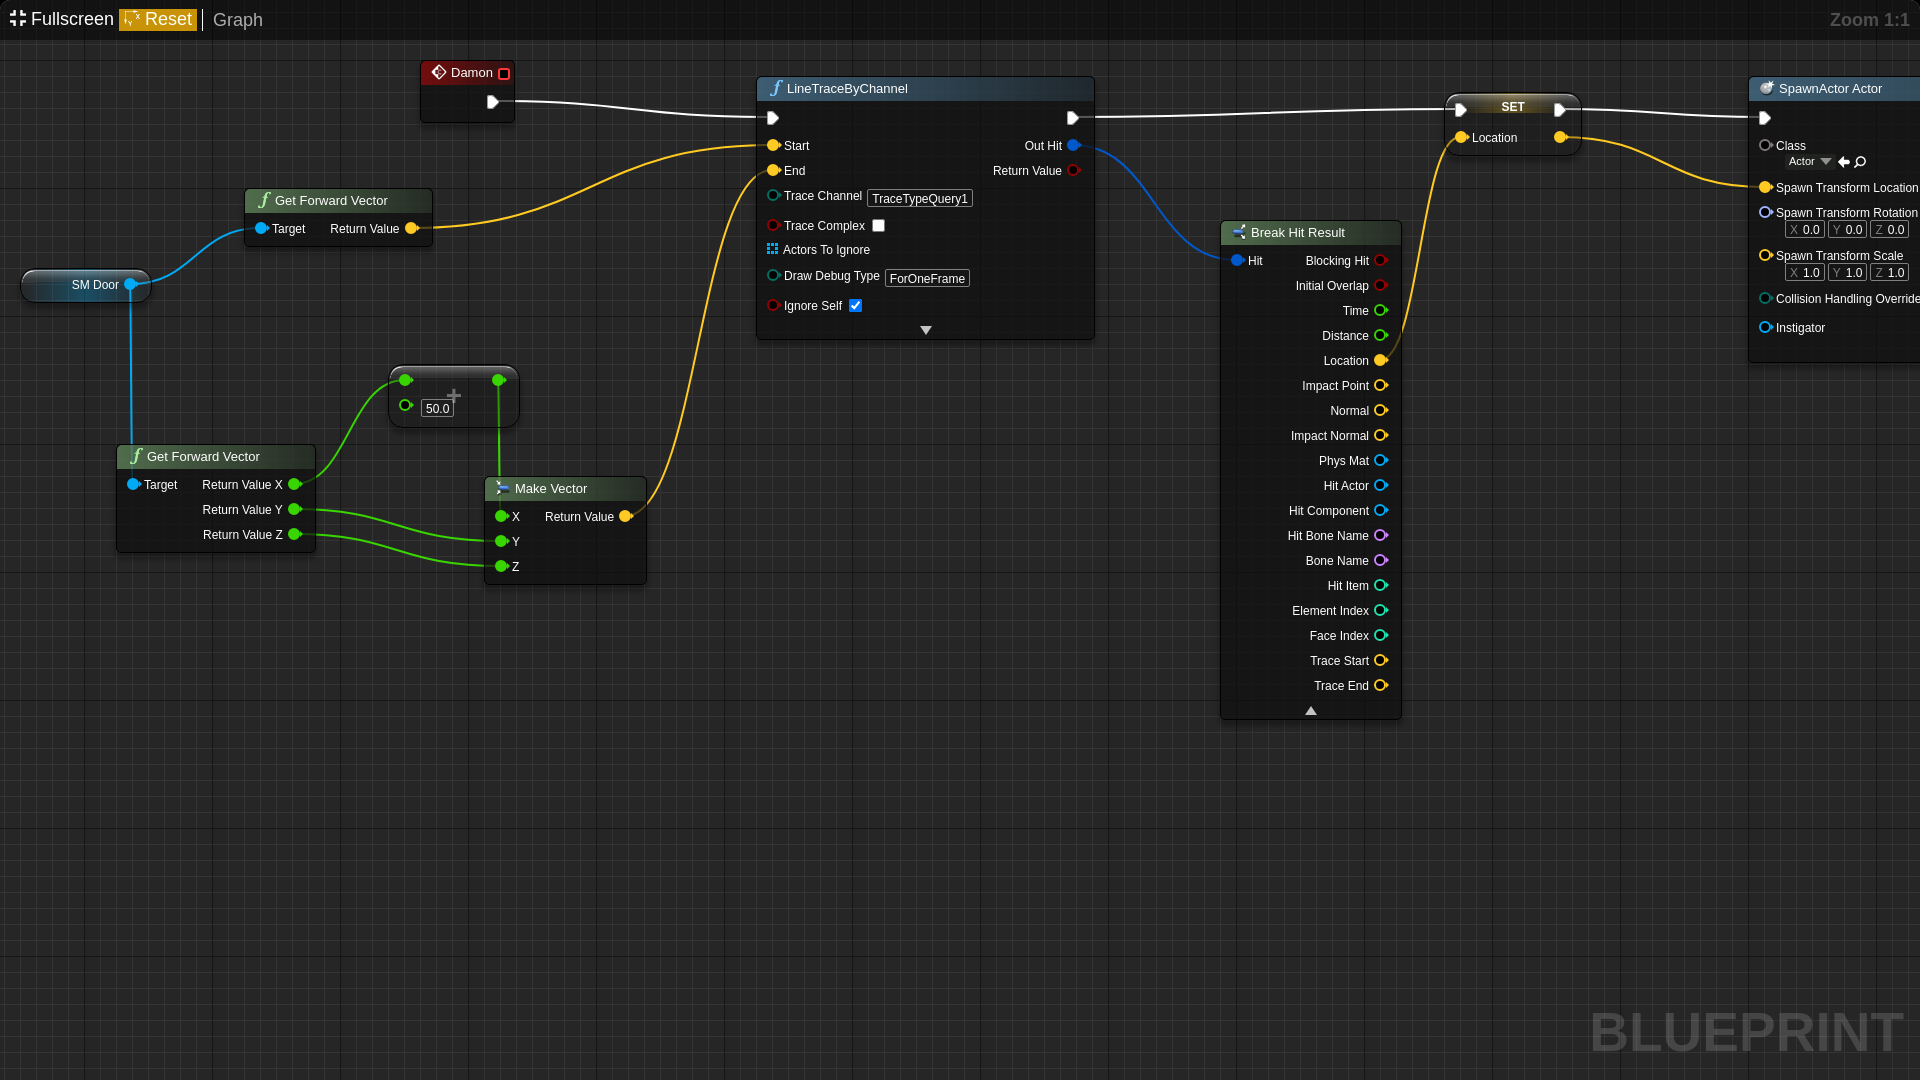 Fullscreen Reset Graph
Zoom 1:1
Damon
LineTraceByChannel
Start
Out Hit
End
Return Value
Trace Channel TraceTypeQuery1
Trace Complex
Actors To Ignore
Draw Debug Type ForOneFrame
Ignore Self
SET
Location
SpawnActor Actor
Class
Actor
Spawn Transform Location
Spawn Transform Rotation
X 0.0 Y 0.0 Z 0.0
Spawn Transform Scale
X 1.0 Y 1.0 Z 1.0
Collision Handling Override
Instigator
Get Forward Vector
Target Return Value
SM Door
50.0
Get Forward Vector
Target Return Value X
Return Value Y
Return Value Z
Make Vector
X Return Value
Y
Z
Break Hit Result
Hit Blocking Hit
Initial Overlap
Time
Distance
Location
Impact Point
Normal
Impact Normal
Phys Mat
Hit Actor
Hit Component
Hit Bone Name
Bone Name
Hit Item
Element Index
Face Index
Trace Start
Trace End
BLUEPRINT